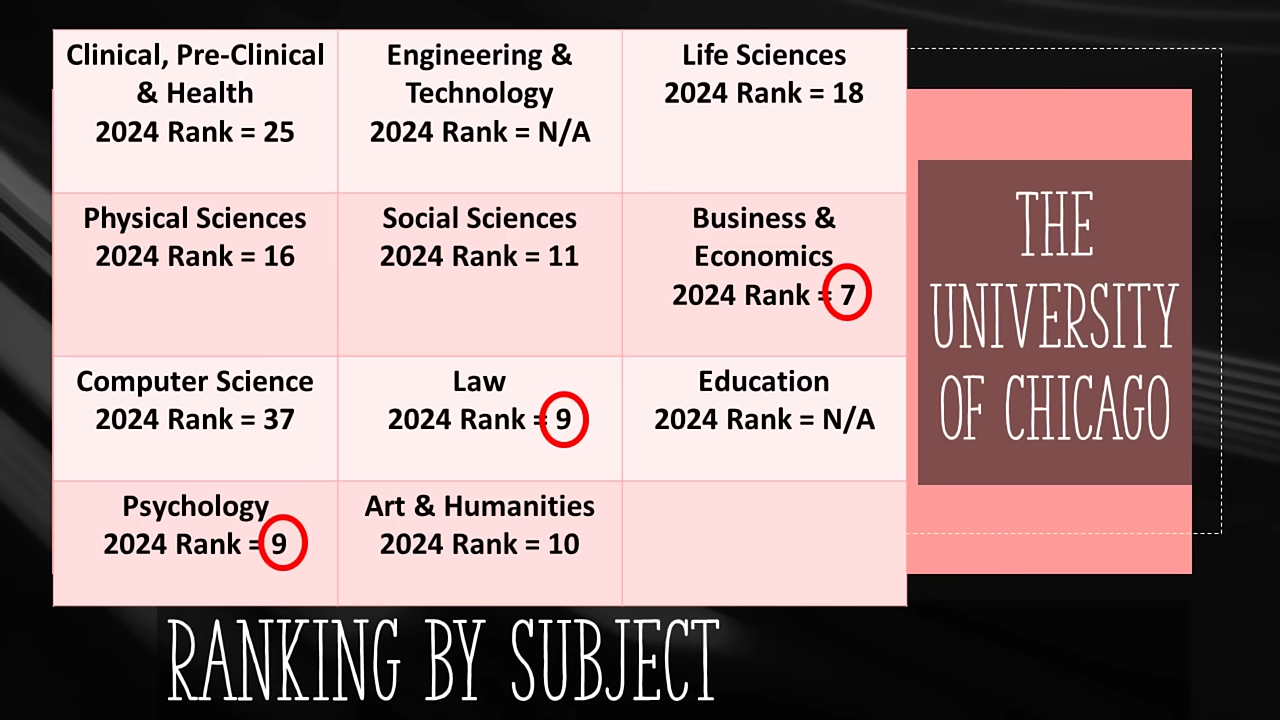 Clinical, Pre-Clinical
& Health
2024 Rank = 25
Engineering &
Technology
2024 Rank = N/A
Life Sciences
2024 Rank = 18
Physical Sciences
2024 Rank = 16
Social Sciences
2024 Rank = 11
Business &
Economics
2024 Rank = 7
Computer Science
2024 Rank = 37
Law
2024 Rank = 9
Education
2024 Rank = N/A
Psychology
2024 Rank = 9
Art & Humanities
2024 Rank = 10
THE
UNIVERSITY
OF CHICAGO
RANKING BY SUBJECT